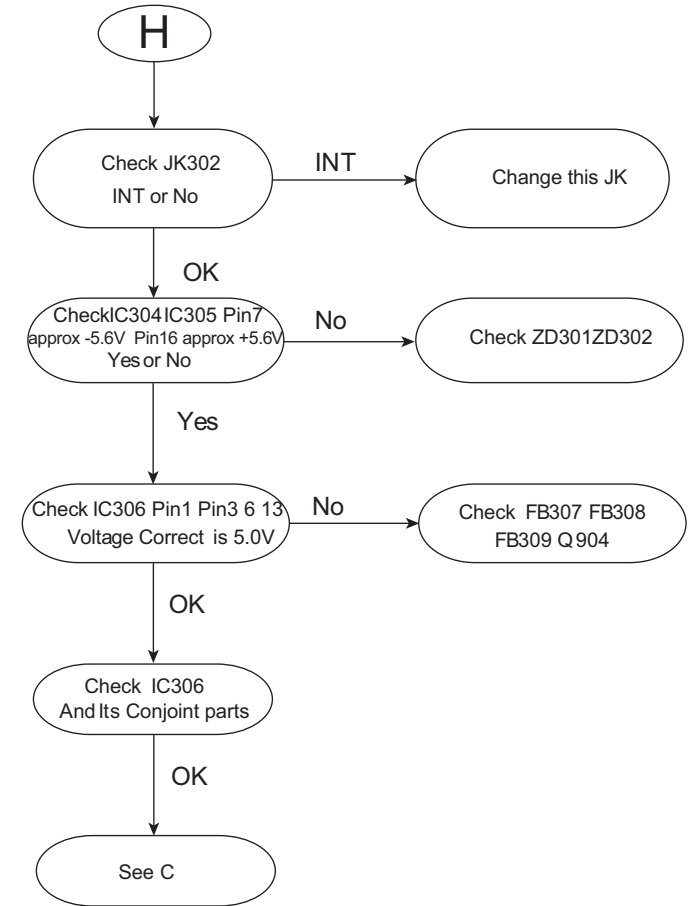 H
Check JK302
INT or No
INT
Change this JK
OK
CheckIC304IC305 Pin7
approx -5.6V Pin16 approx +5.6V
Yes or No
No
Check ZD301ZD302
Yes
Check IC306 Pin1 Pin3 6 13
Voltage Correct is 5.0V
No
Check FB307 FB308
FB309 Q904
OK
Check IC306
And Its Conjoint parts
OK
See C